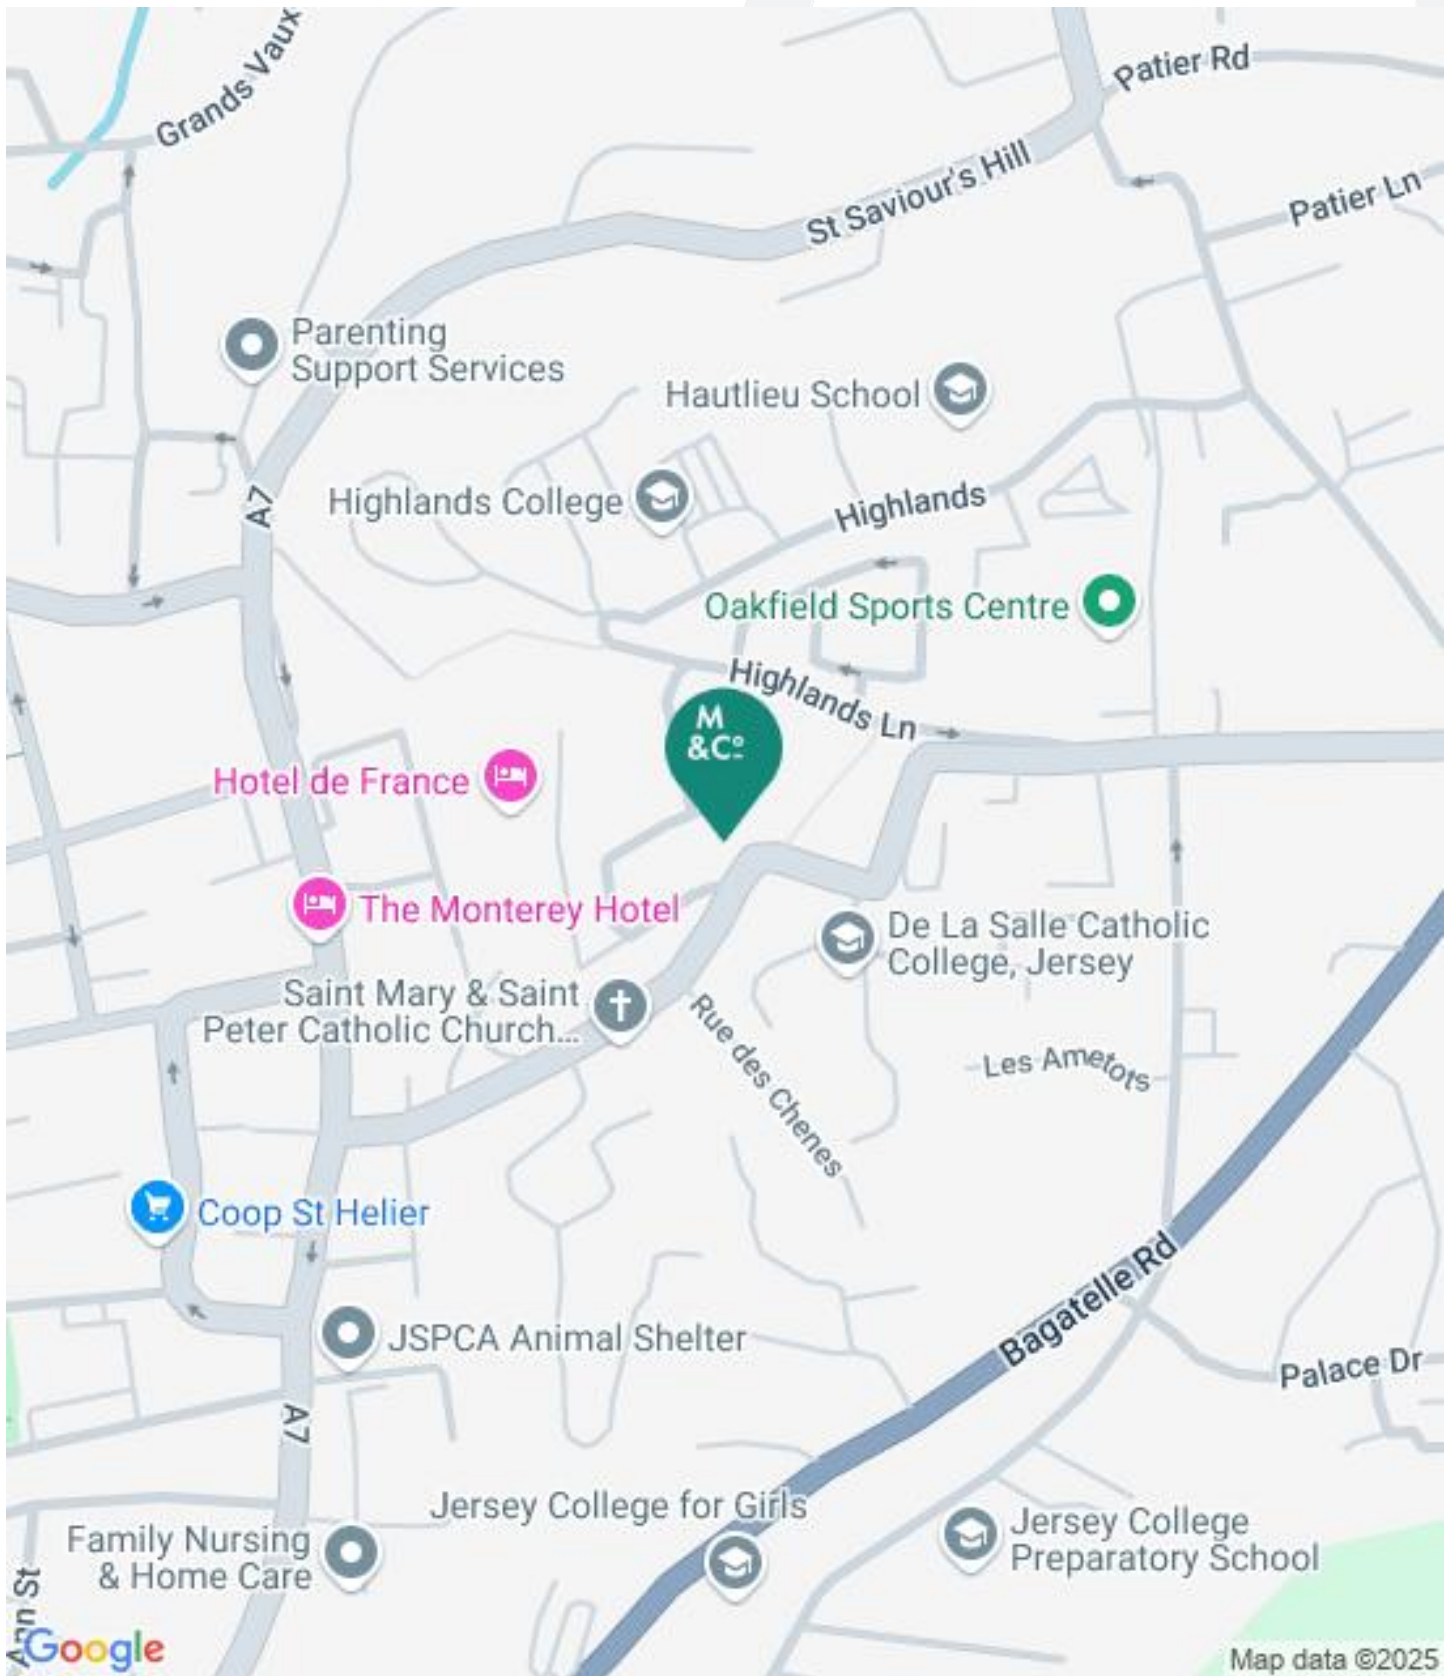 Grands Vaux
Patier Rd
St Saviour's Hill
Patier Ln
Parenting
Support Services
Hautlieu School
A7
Highlands College
Highlands
Oakfield Sports Centre
Highlands Ln
M
&Cº
Hotel de France
The Monterey Hotel
De La Salle Catholic
College, Jersey
Saint Mary & Saint
Peter Catholic Church...
Rue des Chenes
Les Ametots
Coop St Helier
Bagatelle Rd
JSPCA Animal Shelter
Palace Dr
A7
Jersey College for Girls
Jersey College
Preparatory School
Family Nursing
& Home Care
Ann St
Google
Map data ©2025